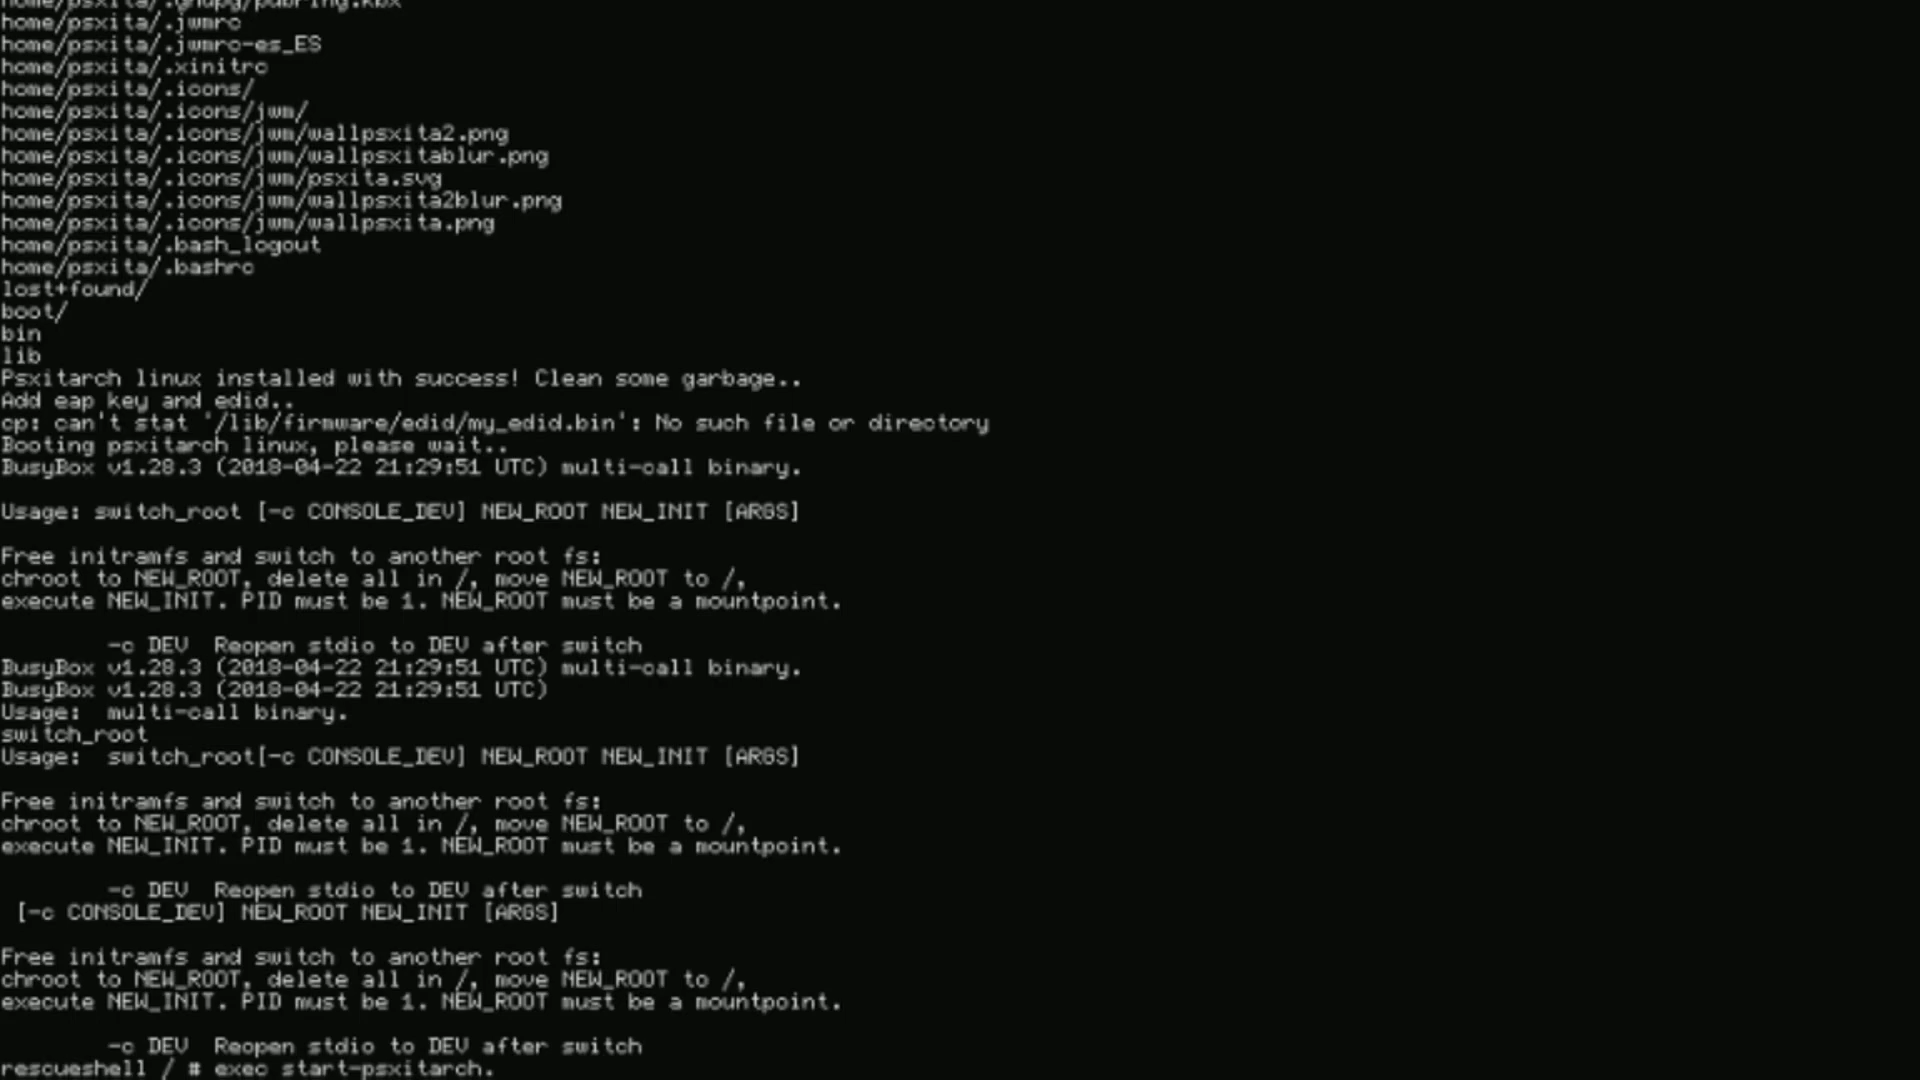 home/psxita/.gnupg/pubring.kbx
home/psxita/.jwmrc
home/psxita/.jwmrc-es_ES
home/psxita/.xinitrc
home/psxita/.icons/
home/psxita/.icons/jwm/
home/psxita/.icons/jwm/wallpsxita2.png
home/psxita/.icons/jwm/wallpsxitablur.png
home/psxita/.icons/jwm/psxita.svg
home/psxita/.icons/jwm/wallpsxita2blur.png
home/psxita/.icons/jwm/wallpsxita.png
home/psxita/.bash_logout
home/psxita/.bashrc
lost+found/
boot/
bin
lib
Psxitarch linux installed with success! Clean some garbage..
Add eap key and edid..
cp: can't stat '/lib/firmware/edid/my_edid.bin': No such file or directory
Booting psxitarch linux, please wait..
BusyBox v1.28.3 (2018-04-22 21:29:51 UTC) multi-call binary.
Usage: switch_root [-c CONSOLE_DEV] NEW_ROOT NEW_INIT [ARGS]
Free initramfs and switch to another root fs:
chroot to NEW_ROOT, delete all in /, move NEW_ROOT to /,
execute NEW_INIT. PID must be 1. NEW_ROOT must be a mountpoint.
-c DEV  Reopen stdio to DEV after switch
BusyBox v1.28.3 (2018-04-22 21:29:51 UTC) multi-call binary.
BusyBox v1.28.3 (2018-04-22 21:29:51 UTC)
Usage:  multi-call binary.
switch_root
Usage:  switch_root[-c CONSOLE_DEV] NEW_ROOT NEW_INIT [ARGS]
Free initramfs and switch to another root fs:
chroot to NEW_ROOT, delete all in /, move NEW_ROOT to /,
execute NEW_INIT. PID must be 1. NEW_ROOT must be a mountpoint.
-c DEV  Reopen stdio to DEV after switch
[-c CONSOLE_DEV] NEW_ROOT NEW_INIT [ARGS]
Free initramfs and switch to another root fs:
chroot to NEW_ROOT, delete all in /, move NEW_ROOT to /,
execute NEW_INIT. PID must be 1. NEW_ROOT must be a mountpoint.
-c DEV  Reopen stdio to DEV after switch
rescueshell / # exec start-psxitarch.